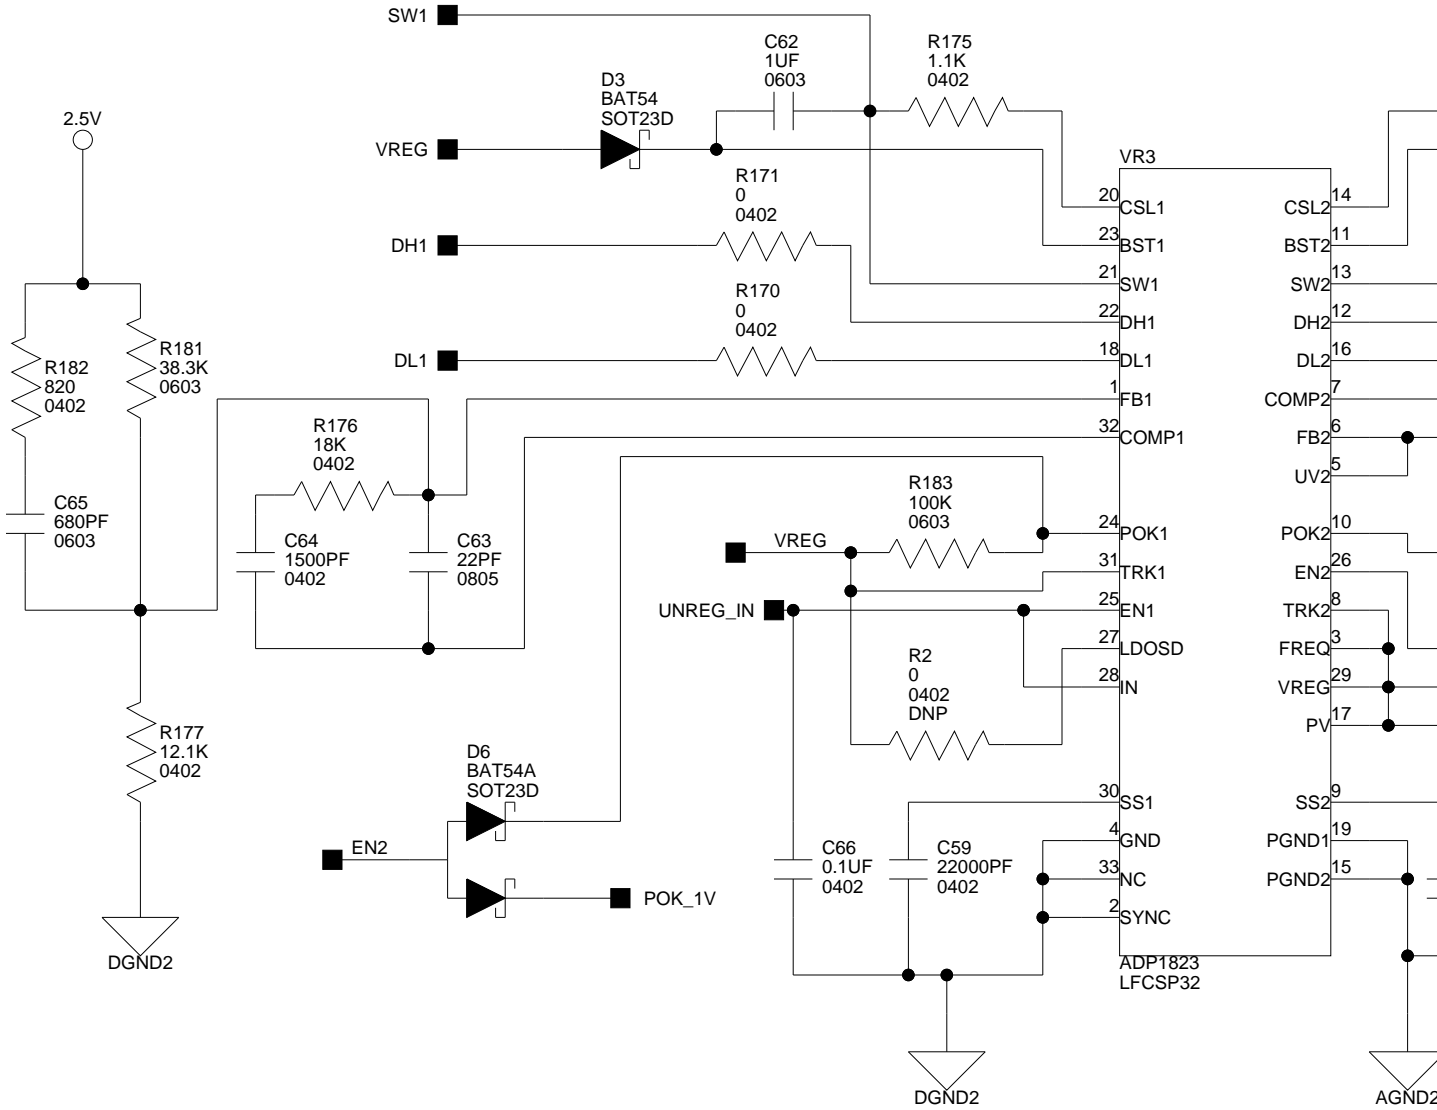 SW1
C62
1UF
0603
R175
1.1K
0402
D3
BAT54
SOT23D
2.5V
VREG
VR3
R171
0
0402
20
CSL1
CSL2
14
DH1
23
BST1
BST2
11
21
SW1
SW2
13
R170
0
0402
22
DH1
DH2
12
R181
38.3K
0603
R182
820
0402
DL1
18
DL1
DL2
16
1
FB1
COMP2
7
R176
18K
0402
32
COMP1
FB2
6
UV2
5
R183
100K
0603
C65
680PF
0603
C64
1500PF
0402
C63
22PF
0805
VREG
24
POK1
POK2
10
31
TRK1
EN2
26
UNREG_IN
25
EN1
TRK2
8
27
LDOSD
FREQ
3
R2
0
0402
DNP
28
IN
VREG
29
PV
17
R177
12.1K
0402
D6
BAT54A
SOT23D
30
SS1
SS2
9
EN2
4
GND
PGND1
19
C66
0.1UF
0402
C59
22000PF
0402
33
NC
PGND2
15
POK_1V
2
SYNC
DGND2
ADP1823
LFCSP32
DGND2
AGND2